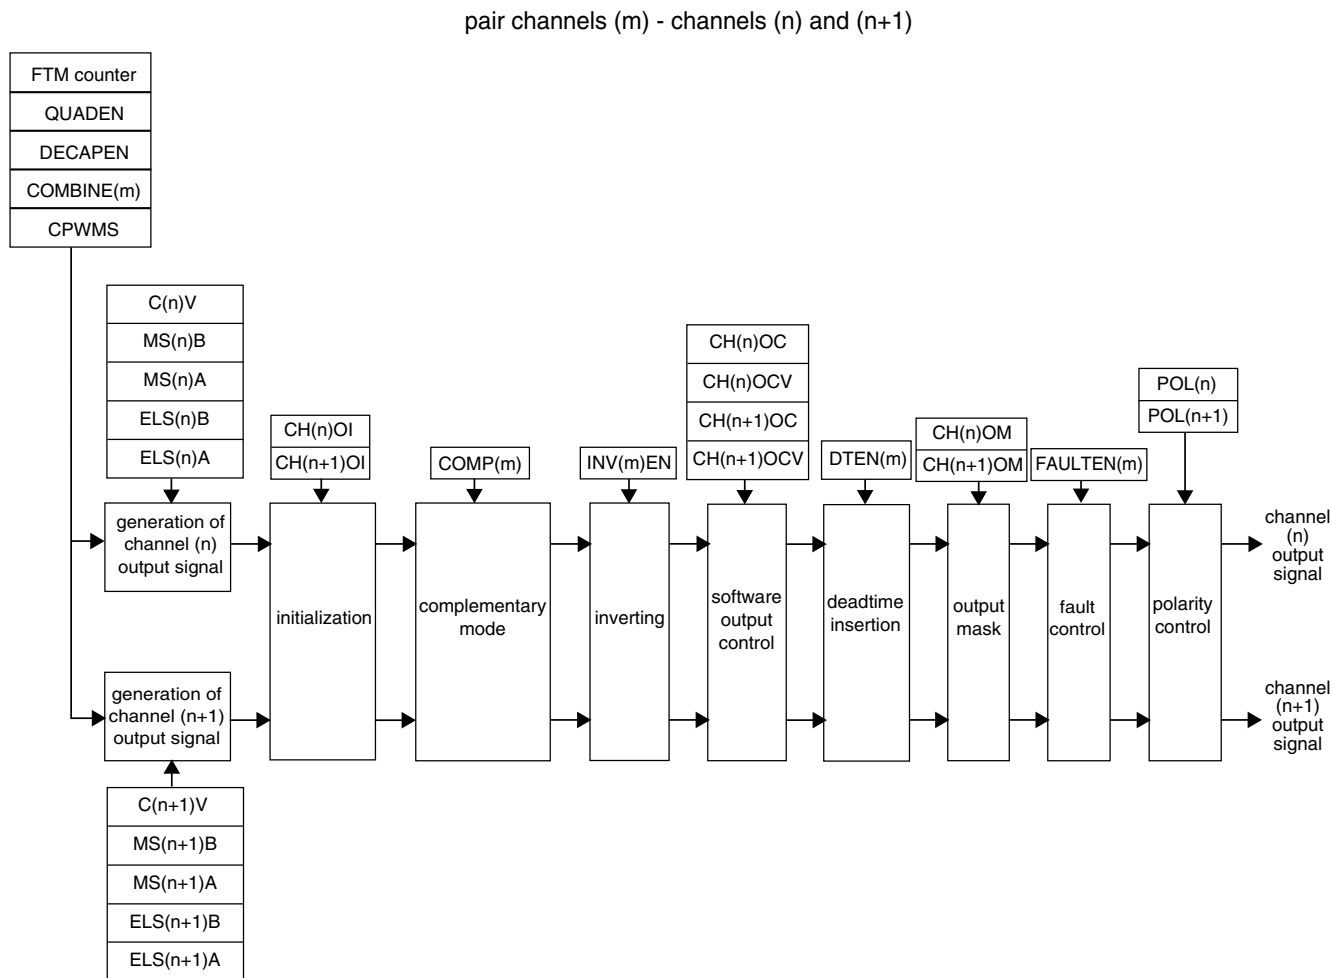 pair channels (m) - channels (n) and (n+1)
FTM counter
QUADEN
DECAPEN
COMBINE(m)
CPWMS
C(n)V
MS(n)B
MS(n)A
ELS(n)B
ELS(n)A
CH(n)OI
CH(n+1)OI
COMP(m)
INV(m)EN
CH(n)OC
CH(n)OCV
CH(n+1)OC
CH(n+1)OCV
DTEN(m)
CH(n)OM
CH(n+1)OM
FAULTEN(m)
POL(n)
POL(n+1)
generation of
channel (n)
output signal
initialization
complementary
mode
inverting
software
output
control
deadtime
insertion
output
mask
fault
control
polarity
control
channel
(n)
output
signal
generation of
channel (n+1)
output signal
channel
(n+1)
output
signal
C(n+1)V
MS(n+1)B
MS(n+1)A
ELS(n+1)B
ELS(n+1)A